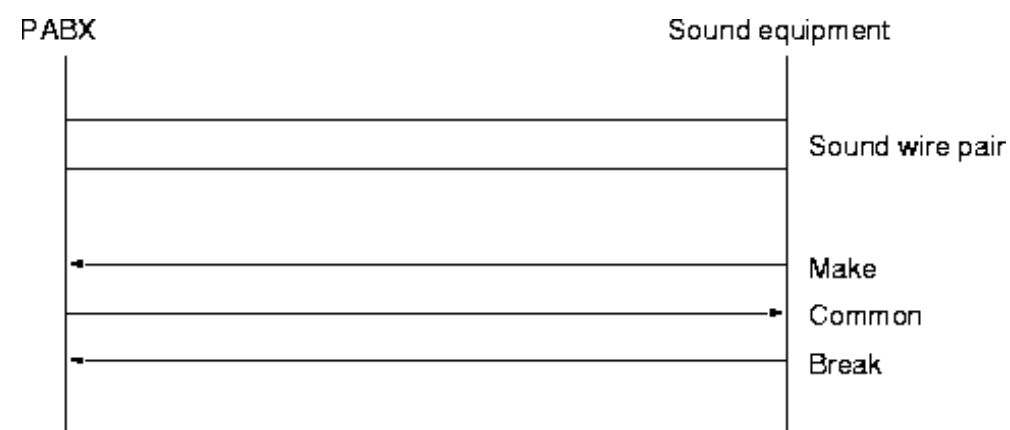 PABX
Sound equipment
Sound wire pair
Make
Common
Break